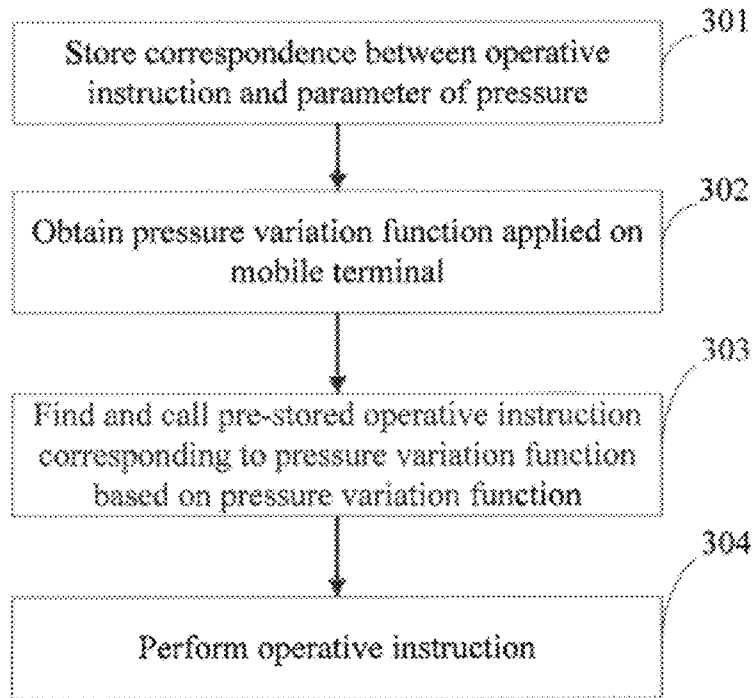 301
Store correspondence between operative
instruction and parameter of pressure
302
Obtain pressure variation function applied on
mobile terminal
303
Find and call pre-stored operative instruction
corresponding to pressure variation function
based on pressure variation function
304
Perform operative instruction